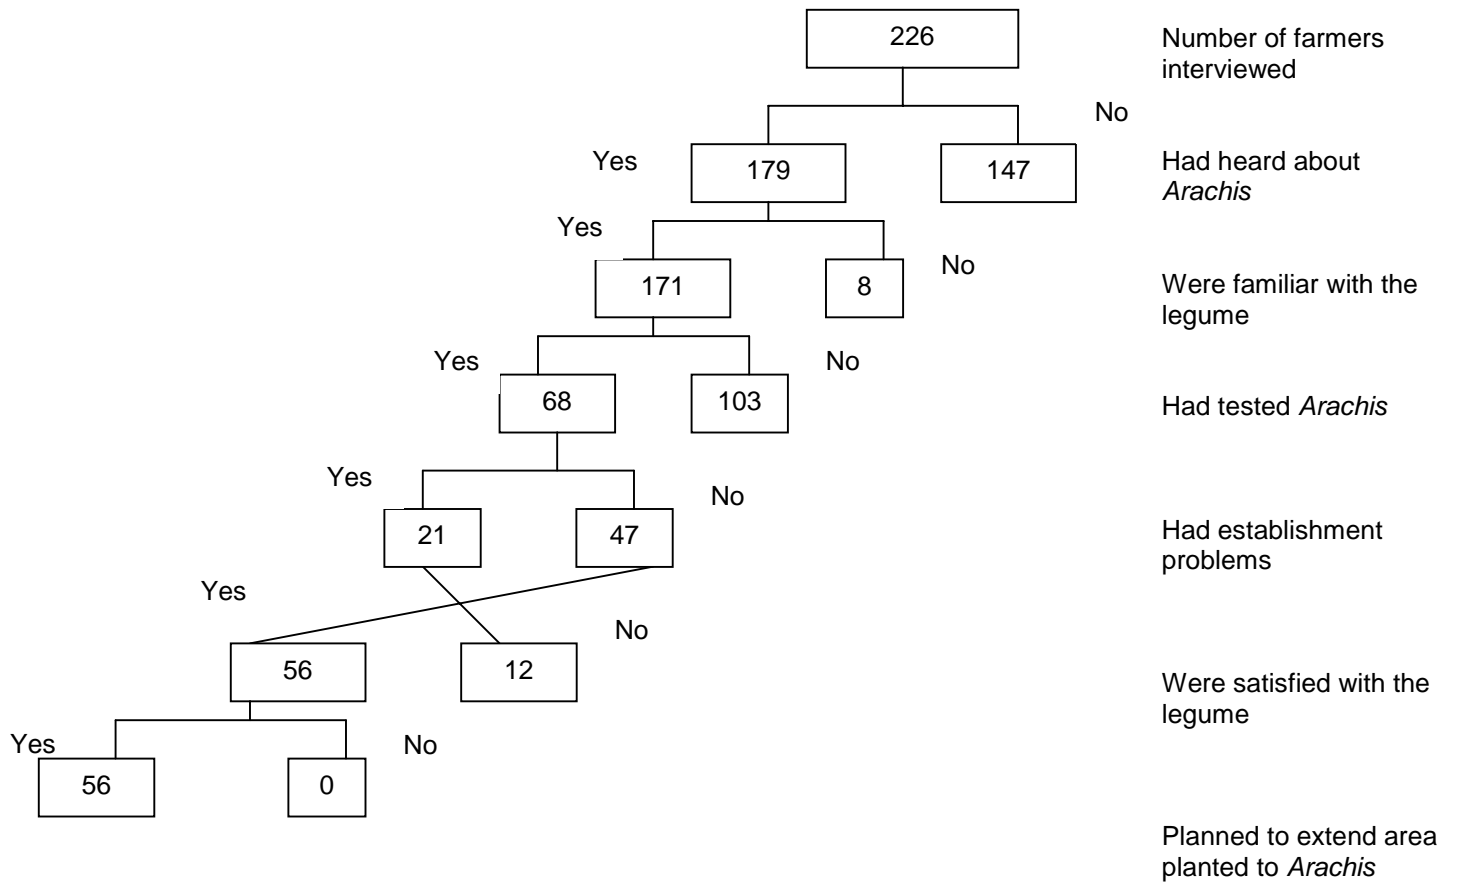 226
Number of farmers
interviewed
No
Yes
179
147
Had heard about
Arachis
Yes
No
171
8
Were familiar with the
legume
Yes
No
68
103
Had tested Arachis
Yes
No
21
47
Had establishment
problems
Yes
No
56
12
Were satisfied with the
legume
Yes
No
56
0
Planned to extend area
planted to Arachis